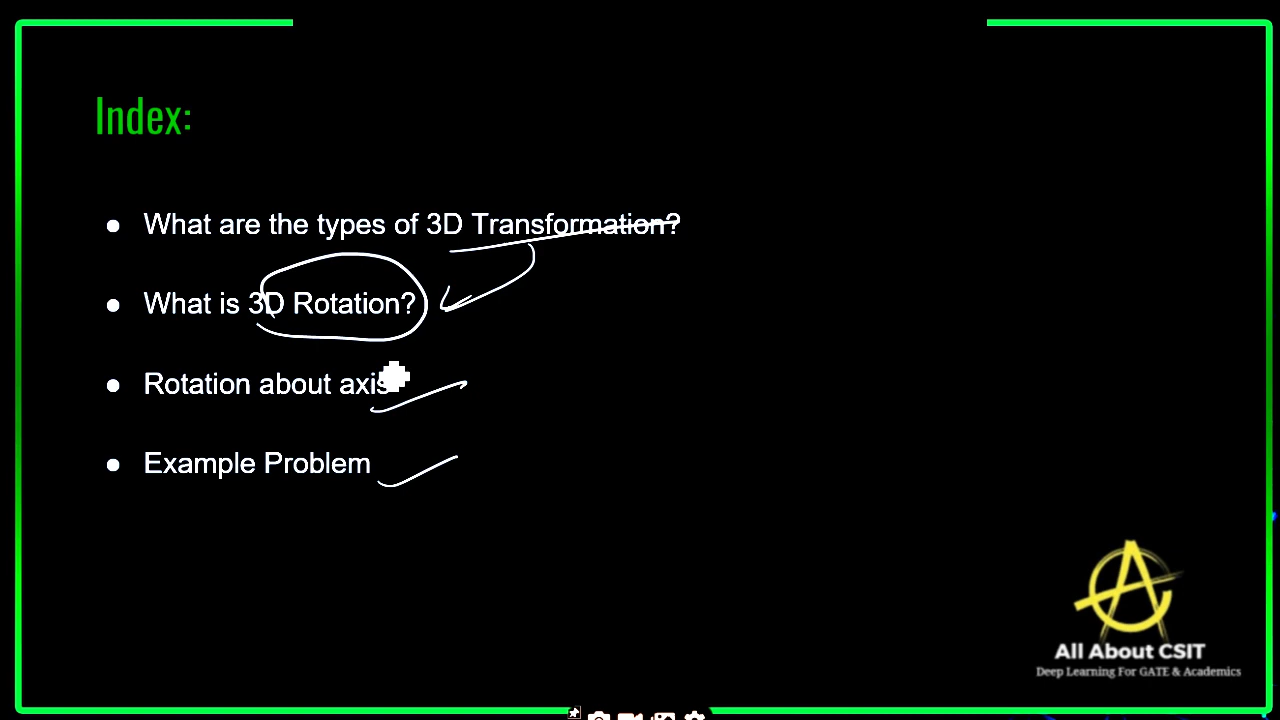 Index:
What are the types of 3D Transformation?
What is 3D Rotation?
Rotation about axis
Example Problem
All About CSIT
Deep Learning For GATE & Academics